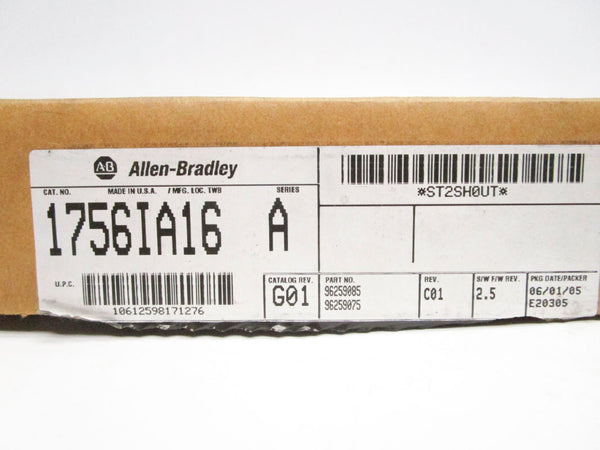 AB Allen-Bradley
CAT. NO. MADE IN U.S.A. / MFG. LOC. TWB SERIES
1756IA16 A
*ST2SH0UT*
U.P.C.
10612598171276
CATALOG REV.
G01
PART NO.
96259085
96259075
REV.
C01
S/W F/W REV.
2.5
PKG DATE/PACKER
06/01/05
E20305